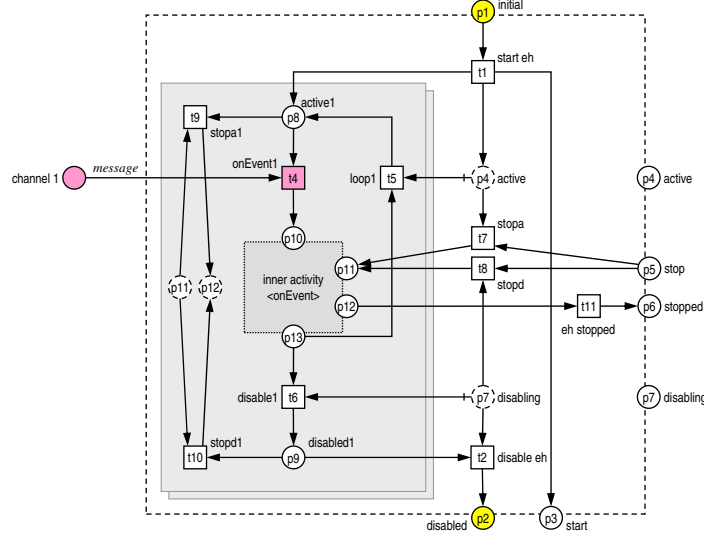 p1 initial
start eh
t1
t9 active1
p8
stopa1
message onEvent1
channel 1 t4 loop1 t5 p4 active p4 active
stopa
p10 t7
inner activity p11 t8 p5 stop
<onEvent> stopd
p11 p12
p12 t11 p6 stopped
eh stopped
p13
disable1 t6 p7 disabling p7 disabling
stopd1 disabled1
t10 p9 t2 disable eh
disabled p2 p3 start